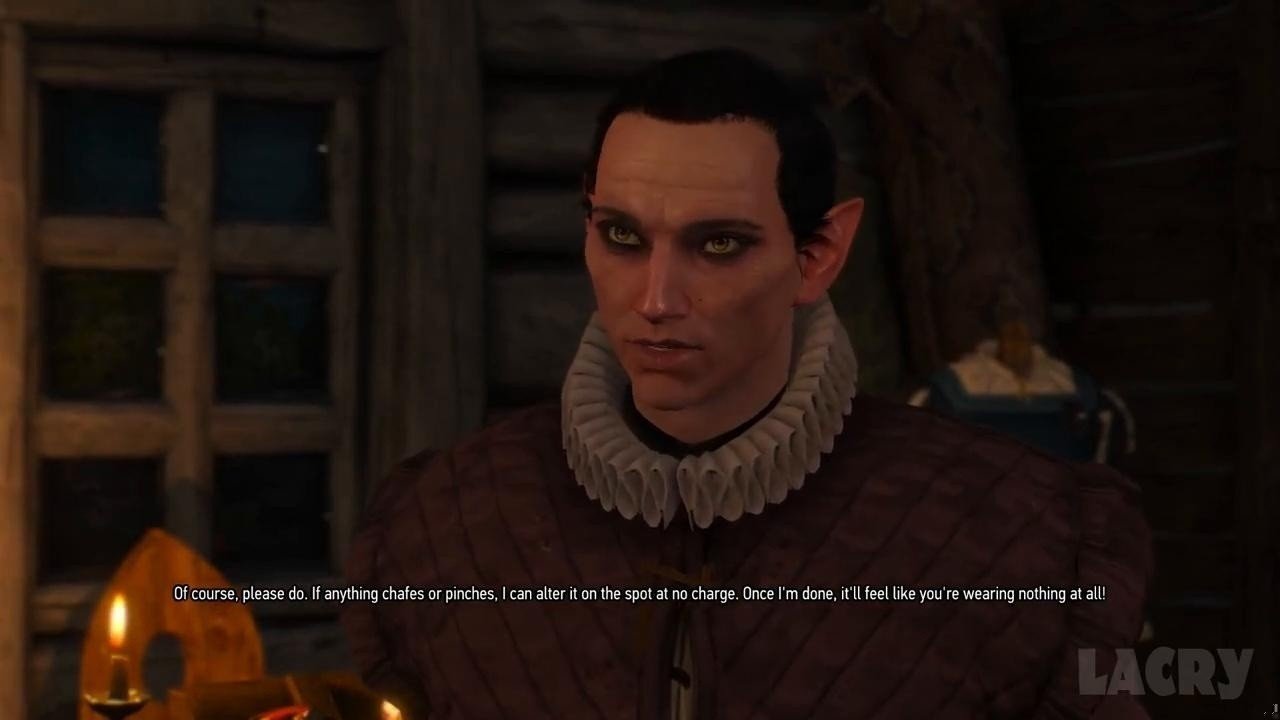 Of course, please do. If anything chafes or pinches, I can alter it on the spot at no charge. Once I'm done, it'll feel like you're wearing nothing at all!
LACRY